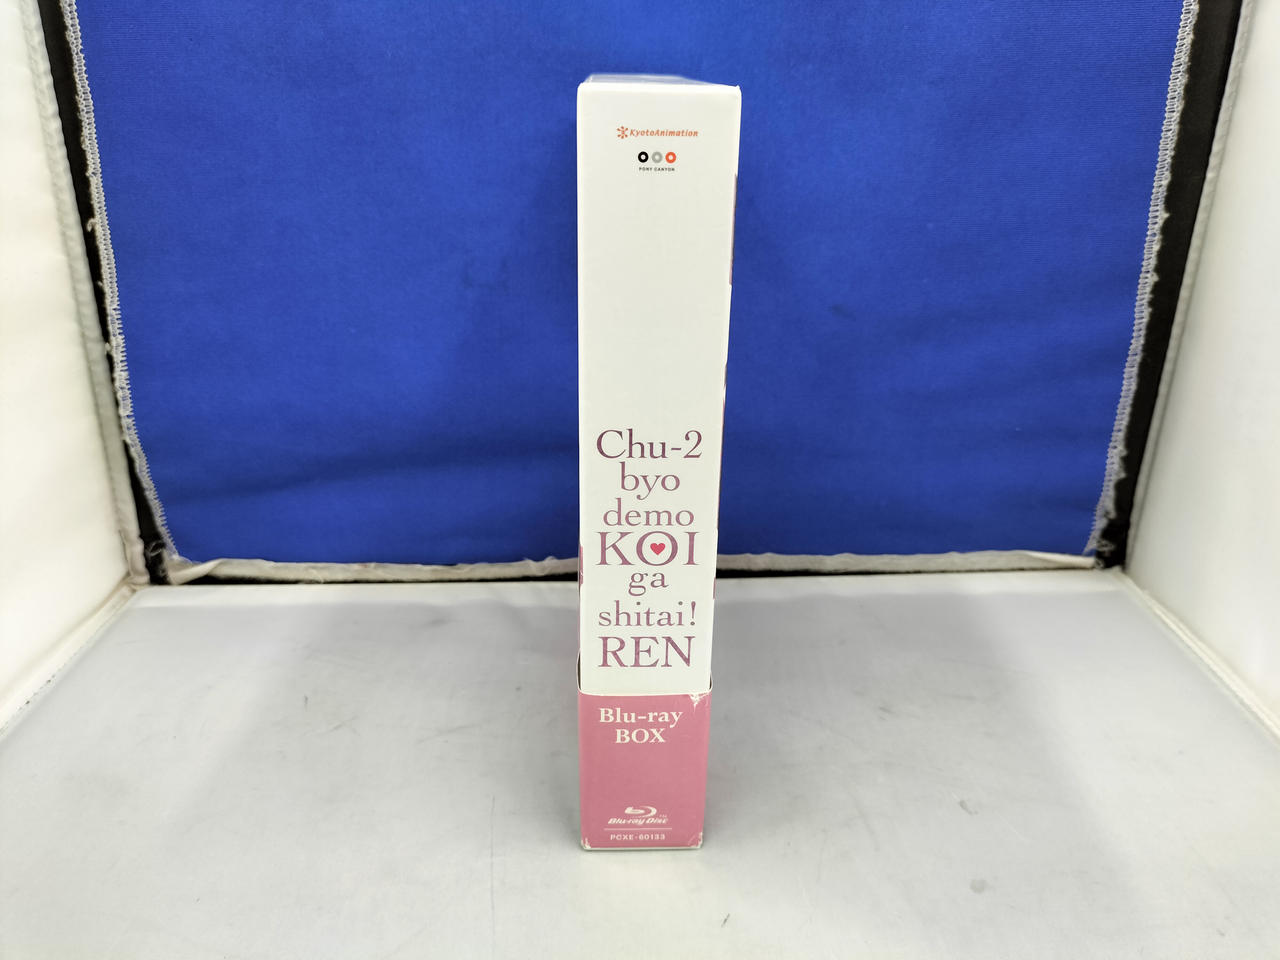 KyotoAnimation
PONY CANYON
Chu-2
byo
demo
KOI
ga
shitai!
REN
Blu-ray
BOX
Blu-ray Disc TM
PCXE-60133